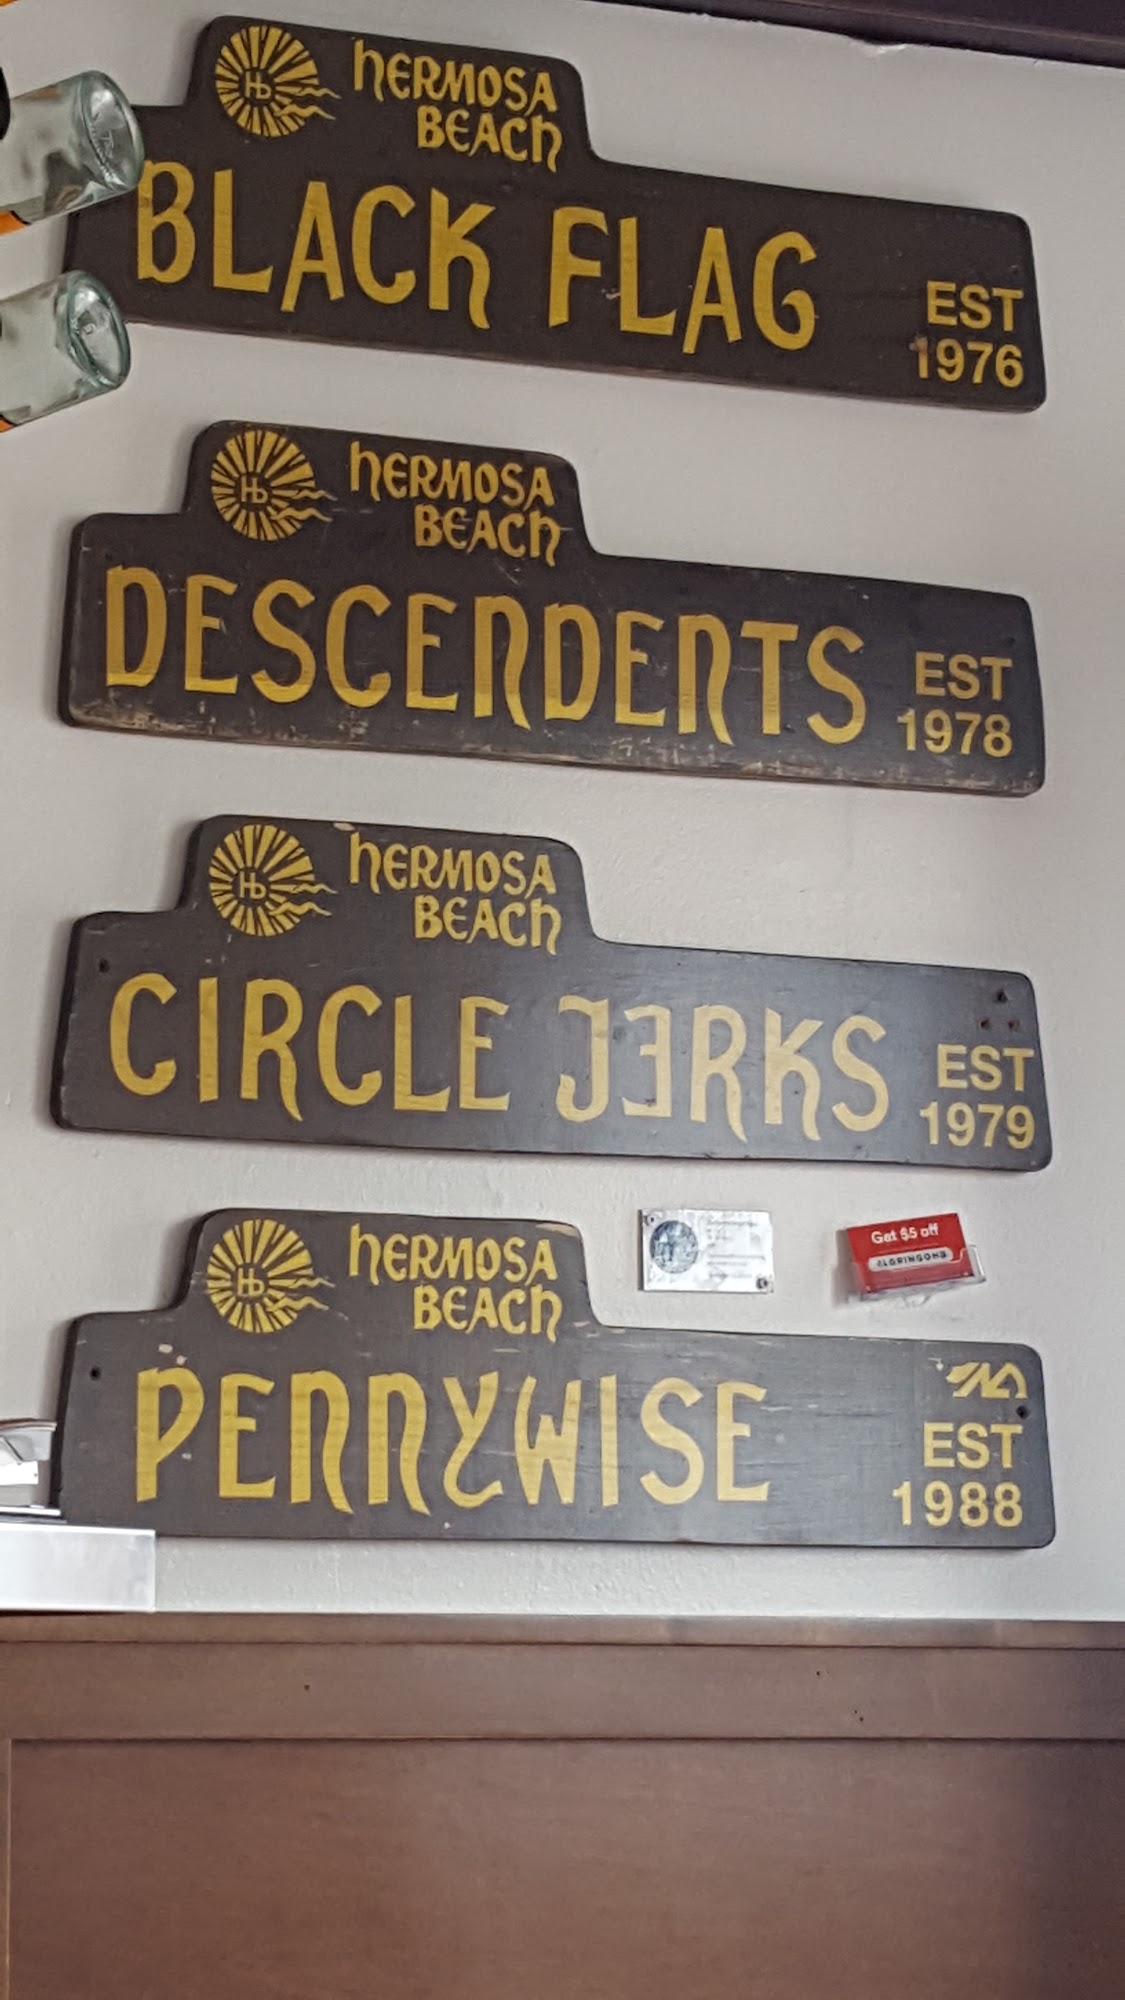 Hb
HERMOSA
BEACH
BLACK FLAG
EST
1976
Hb
HERMOSA
BEACH
DESCENDENTS
EST
1978
Hb
HERMOSA
BEACH
CIRCLE JERKS
EST
1979
Get $5 off
Hb
HERMOSA
BEACH
PENNYWISE
EST
1988